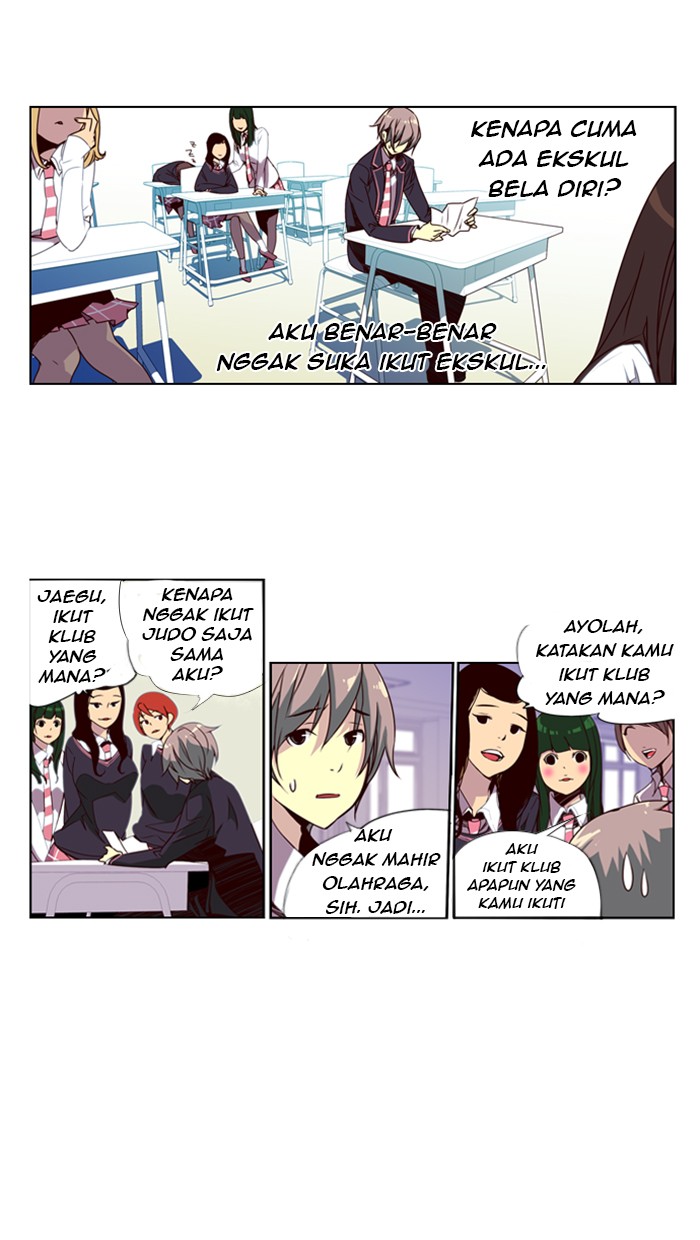 KENAPA CUMA
ADA EKSKUL
BELA DIRI?
AKU BENAR-BENAR
NGGAK SUKA IKUT EKSKUL...
JAEGU,
IKUT
KLUB
YANG
MANA?
KENAPA
NGGAK IKUT
JUDO SAJA
SAMA
AKU?
AKU
NGGAK MAHIR
OLAHRAGA,
SIH. JADI...
AYOLAH,
KATAKAN KAMU
IKUT KLUB
YANG MANA?
AKU
IKUT KLUB
APAPUN YANG
KAMU IKUTI